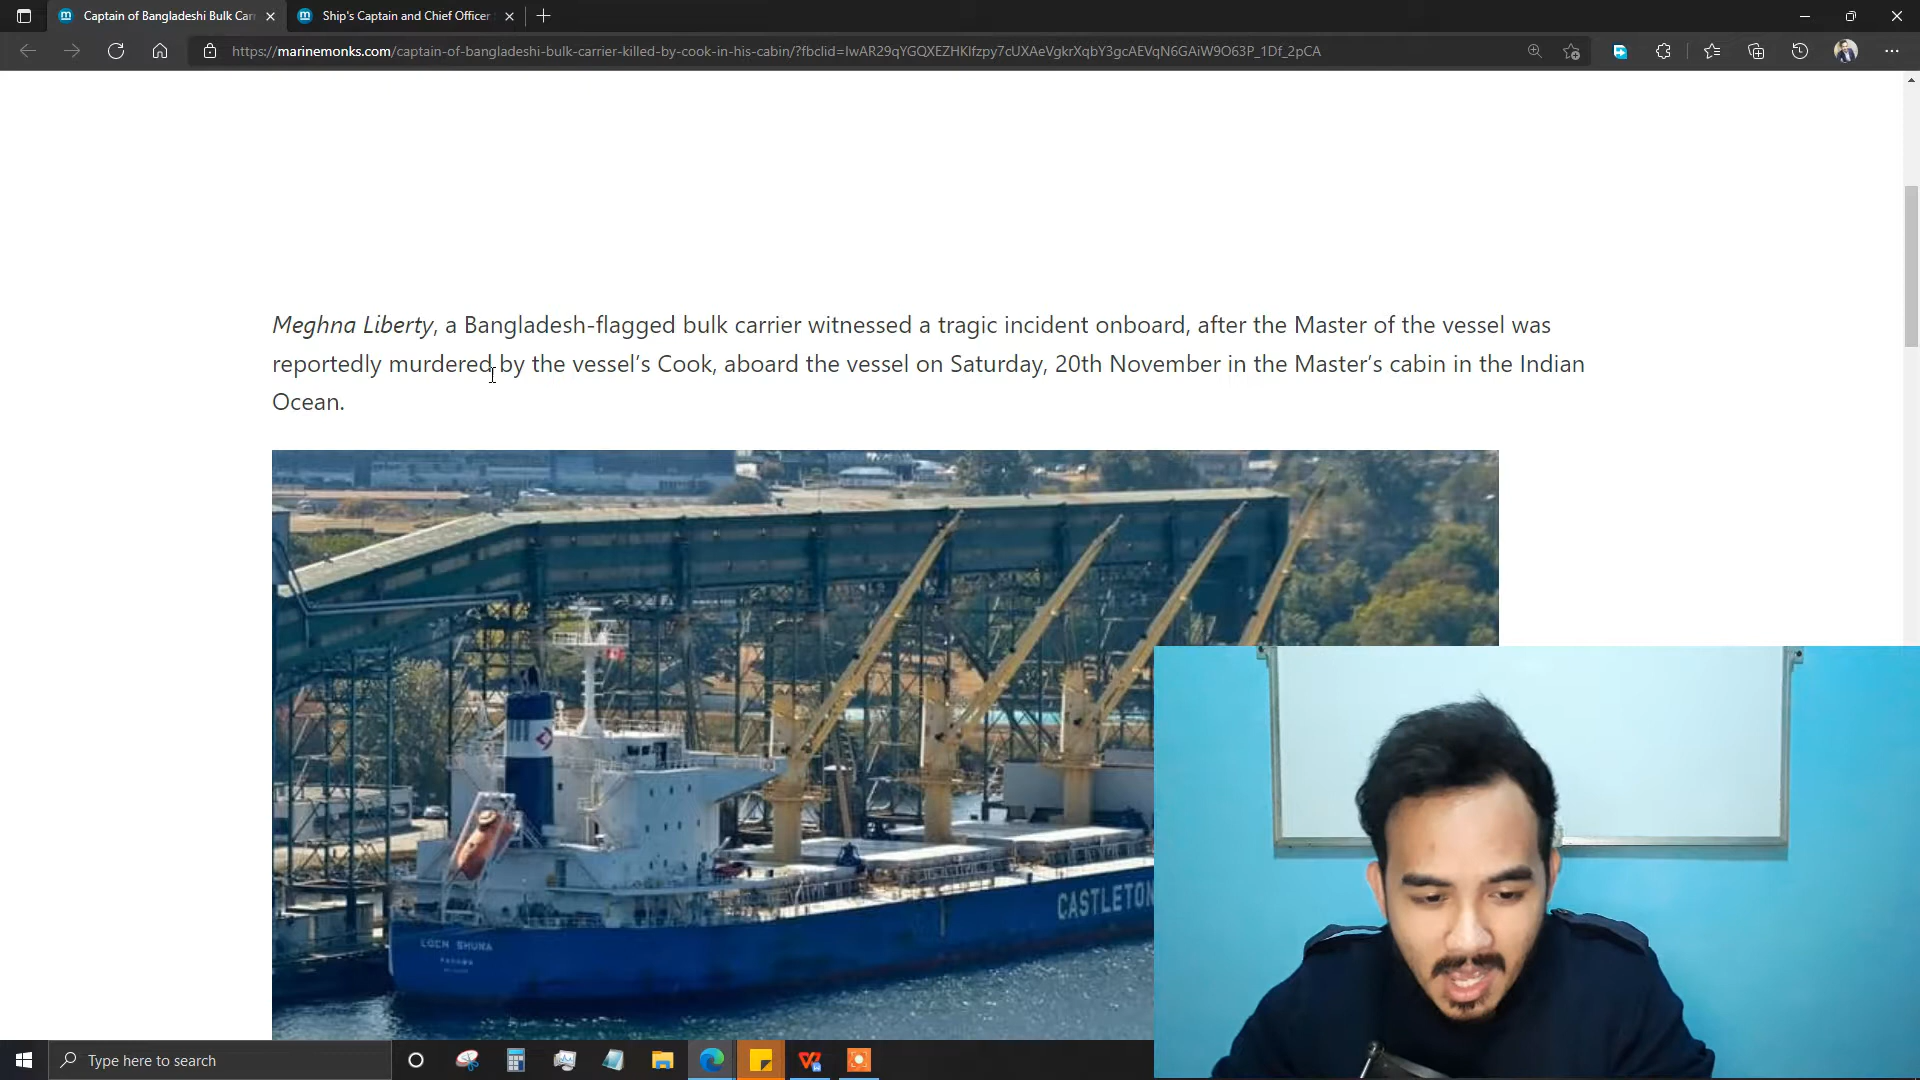 Captain of Bangladeshi Bulk Car
Ship's Captain and Chief Officer
https://marinemonks.com/captain-of-bangladeshi-bulk-carrier-killed-by-cook-in-his-cabin/?fbclid=IwAR29qYGQXEZHKIfzpy7cUXAeVgkrXqbY3gcAEVqN6GAiW9O63P_1Df_2pCA
Meghna Liberty, a Bangladesh-flagged bulk carrier witnessed a tragic incident onboard, after the Master of the vessel was
reportedly murdered by the vessel's Cook, aboard the vessel on Saturday, 20th November in the Master's cabin in the Indian
Ocean.
CASTLETON
LOCH SHUNA
PANAMA
Type here to search